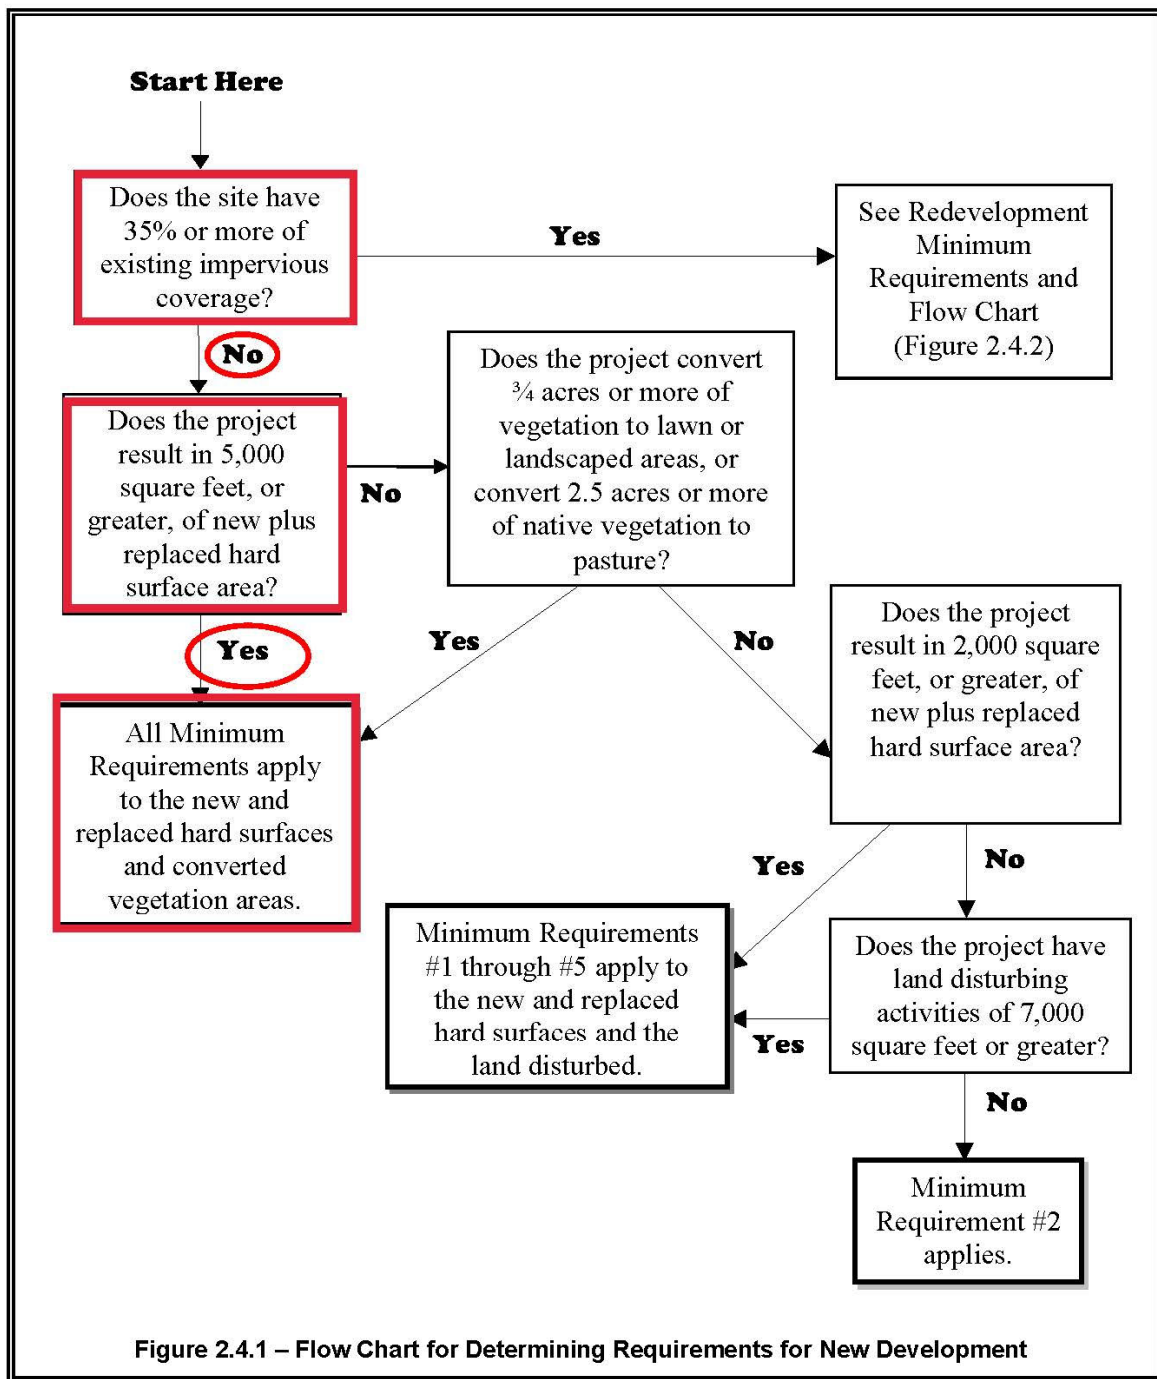 Start Here
Does the site have
35% or more of
existing impervious
coverage?
Yes
See Redevelopment
Minimum
Requirements and
Flow Chart
(Figure 2.4.2)
No
Does the project
result in 5,000
square feet, or
greater, of new plus
replaced hard
surface area?
No
Does the project convert
¾ acres or more of
vegetation to lawn or
landscaped areas, or
convert 2.5 acres or more
of native vegetation to
pasture?
Yes
Yes
No
Does the project
result in 2,000 square
feet, or greater, of
new plus replaced
hard surface area?
All Minimum
Requirements apply
to the new and
replaced hard surfaces
and converted
vegetation areas.
Yes
No
Minimum Requirements
#1 through #5 apply to
the new and replaced
hard surfaces and the
land disturbed.
Yes
Does the project have
land disturbing
activities of 7,000
square feet or greater?
No
Minimum
Requirement #2
applies.
Figure 2.4.1 – Flow Chart for Determining Requirements for New Development